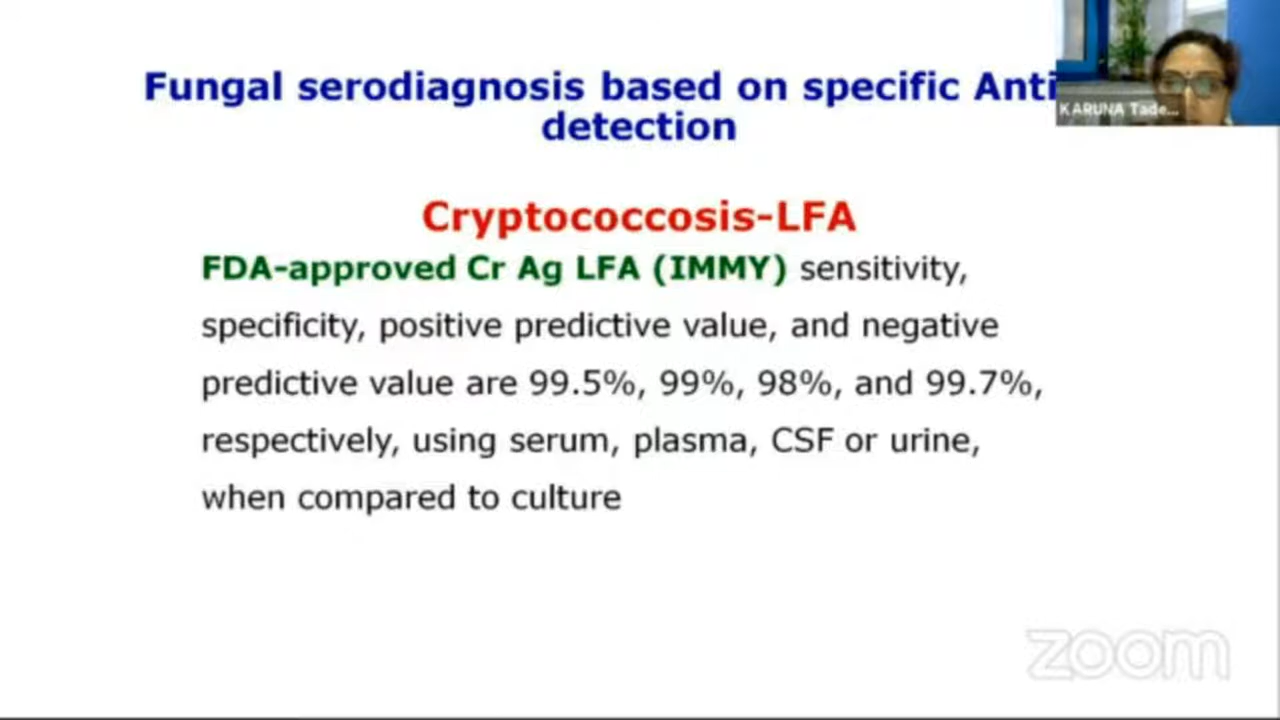 Fungal serodiagnosis based on specific Anti
detection
KARUNA Tade...
Cryptococcosis-LFA
FDA-approved Cr Ag LFA (IMMY) sensitivity,
specificity, positive predictive value, and negative
predictive value are 99.5%, 99%, 98%, and 99.7%,
respectively, using serum, plasma, CSF or urine,
when compared to culture
zoom